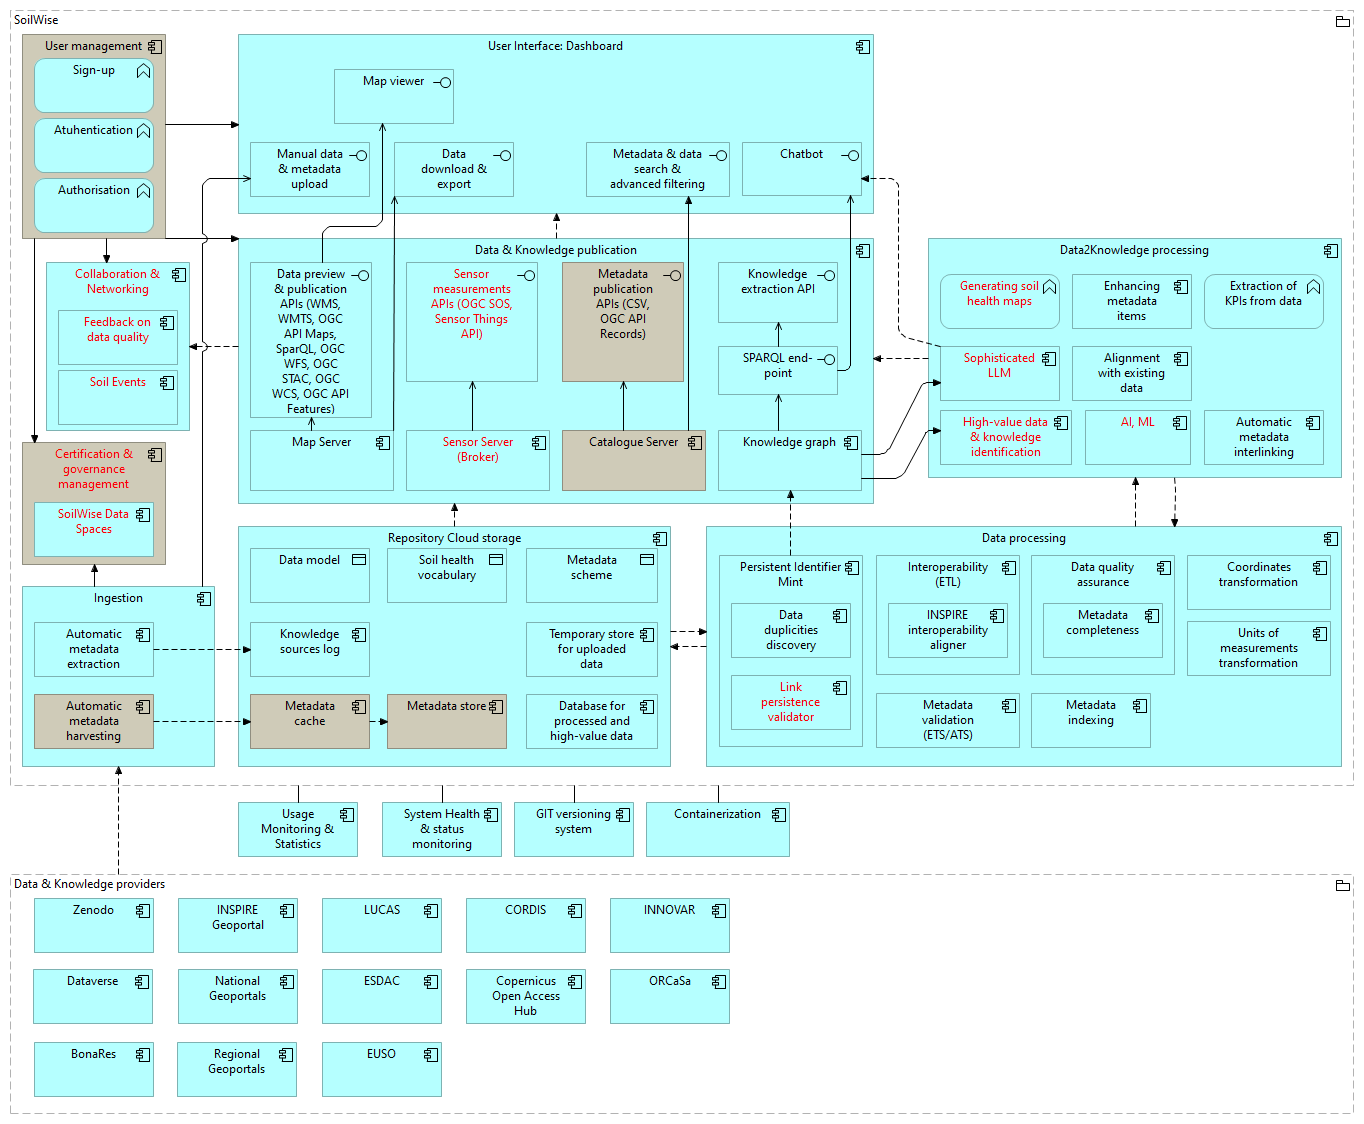 SoilWise
User management
Sign-up
Atuhentication
Authorisation
User Interface: Dashboard
Map viewer
Manual data
& metadata
upload
Data
download &
export
Metadata & data
search &
advanced filtering
Chatbot
Collaboration &
Networking
Feedback on
data quality
Soil Events
Data & Knowledge publication
Data preview
& publication
APIs (WMS,
WMTS, OGC
API Maps,
SparQL, OGC
WFS, OGC
STAC, OGC
WCS, OGC API
Features)
Sensor
measurements
APIs (OGC SOS,
Sensor Things
API)
Metadata
publication
APIs (CSV,
OGC API
Records)
Knowledge
extraction API
SPARQL end-
point
Map Server
Sensor Server
(Broker)
Catalogue Server
Knowledge graph
Data2Knowledge processing
Generating soil
health maps
Enhancing
metadata
items
Extraction of
KPIs from data
Sophisticated
LLM
Alignment
with existing
data
High-value data
& knowledge
identification
AI, ML
Automatic
metadata
interlinking
Certification &
governance
management
SoilWise Data
Spaces
Ingestion
Automatic
metadata
extraction
Automatic
metadata
harvesting
Repository Cloud storage
Data model
Soil health
vocabulary
Metadata
scheme
Knowledge
sources log
Temporary store
for uploaded
data
Metadata
cache
Metadata store
Database for
processed and
high-value data
Data processing
Persistent Identifier
Mint
Data
duplicities
discovery
Link
persistence
validator
Interoperability
(ETL)
INSPIRE
interoperability
aligner
Data quality
assurance
Metadata
completeness
Coordinates
transformation
Units of
measurements
transformation
Metadata
validation
(ETS/ATS)
Metadata
indexing
Usage
Monitoring &
Statistics
System Health
& status
monitoring
GIT versioning
system
Containerization
Data & Knowledge providers
Zenodo
INSPIRE
Geoportal
LUCAS
CORDIS
INNOVAR
Dataverse
National
Geoportals
ESDAC
Copernicus
Open Access
Hub
ORCaSa
BonaRes
Regional
Geoportals
EUSO